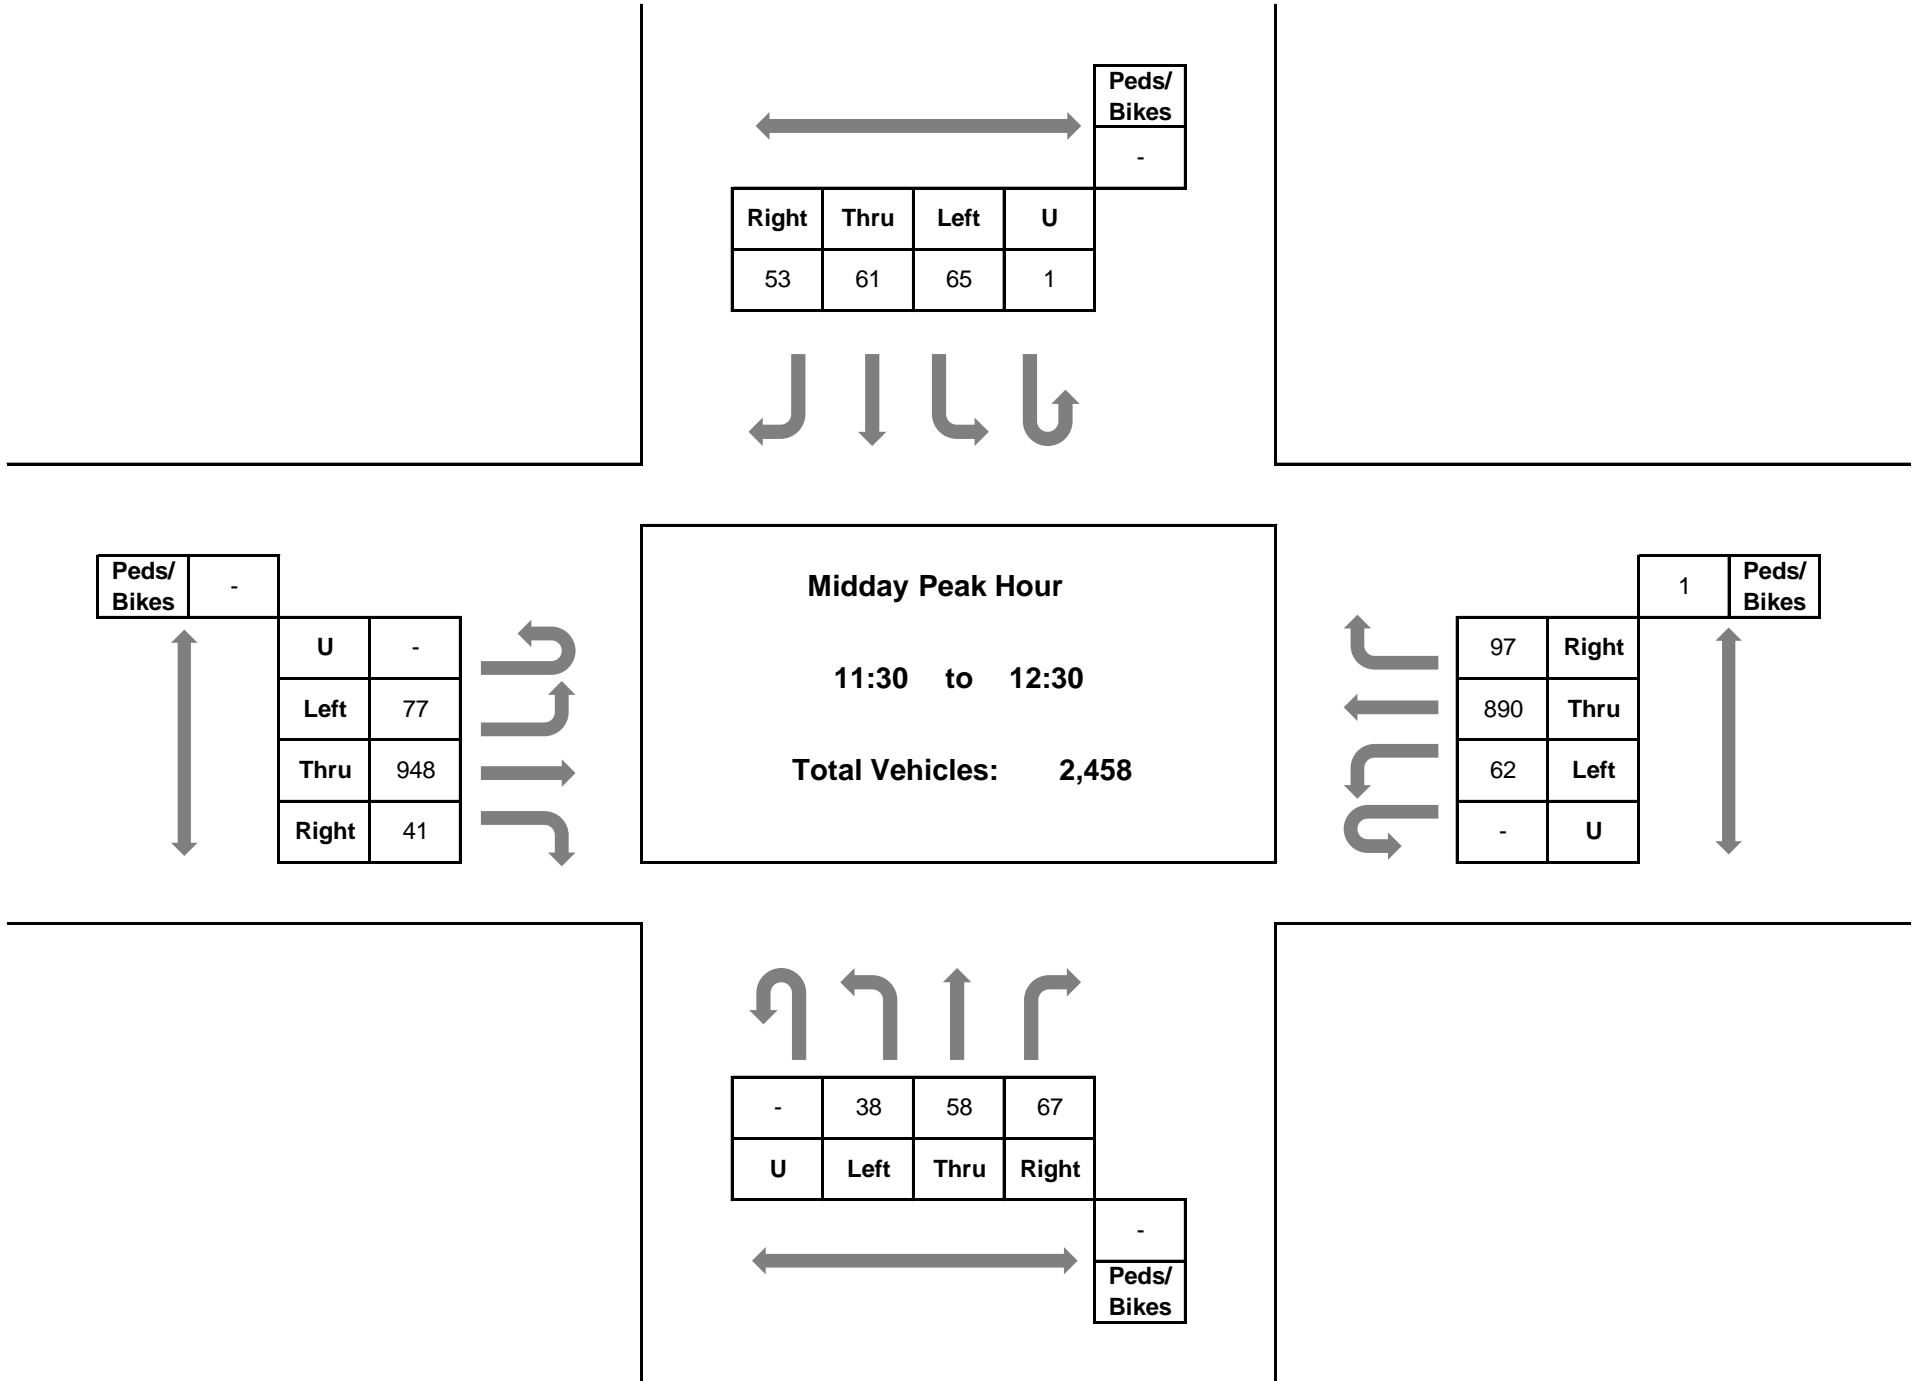 Peds/
Bikes
-
Right Thru Left U
53 61 65 1
Peds/
Bikes
-
U -
Left 77
Thru 948
Right 41
Midday Peak Hour
11:30 to 12:30
Total Vehicles: 2,458
1
Peds/
Bikes
97 Right
890 Thru
62 Left
- U
- 38 58 67
U Left Thru Right
-
Peds/
Bikes